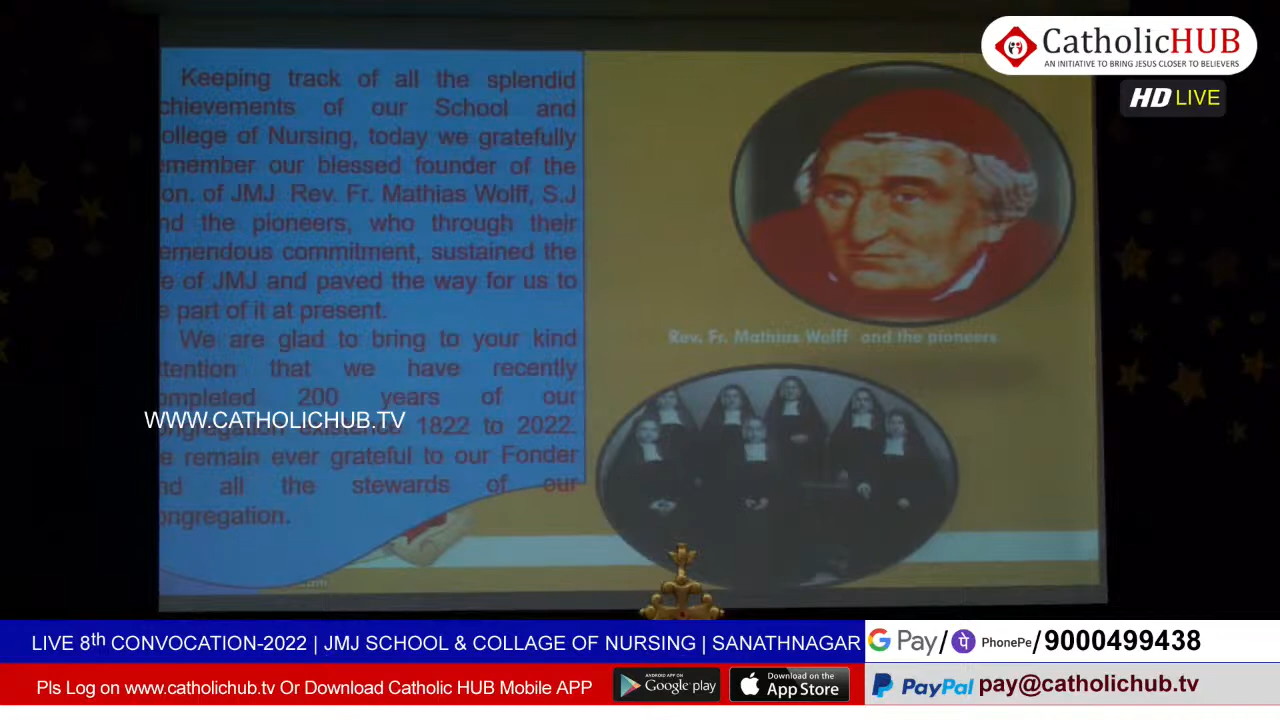 CatholicHUB
AN INITIATIVE TO BRING JESUS CLOSER TO BELIEVERS
HD LIVE
Keeping track of all the splendid
chievements of our School and
ollege of Nursing, today we gratefully
emember our blessed founder of the
on. of JMJ Rev. Fr. Mathias Wolff, S.J
nd the pioneers, who through their
emendous commitment, sustained the
e of JMJ and paved the way for us to
e part of it at present.
We are glad to bring to your kind
ttention that we have recently
ompleted 200 years of our
WWW.CATHOLICHUB.TV
ongregation existence 1822 to 2022.
e remain ever grateful to our Fonder
nd all the stewards of our
ongregation.
Rev. Fr. Mathias Wolff and the pioneers
LIVE 8th CONVOCATION-2022 | JMJ SCHOOL & COLLAGE OF NURSING | SANATHNAGAR
G Pay/ PhonePe/9000499438
Pls Log on www.catholichub.tv Or Download Catholic HUB Mobile APP
ANDROID APP ON
Google play
Download on the
App Store
PayPal pay@catholichub.tv